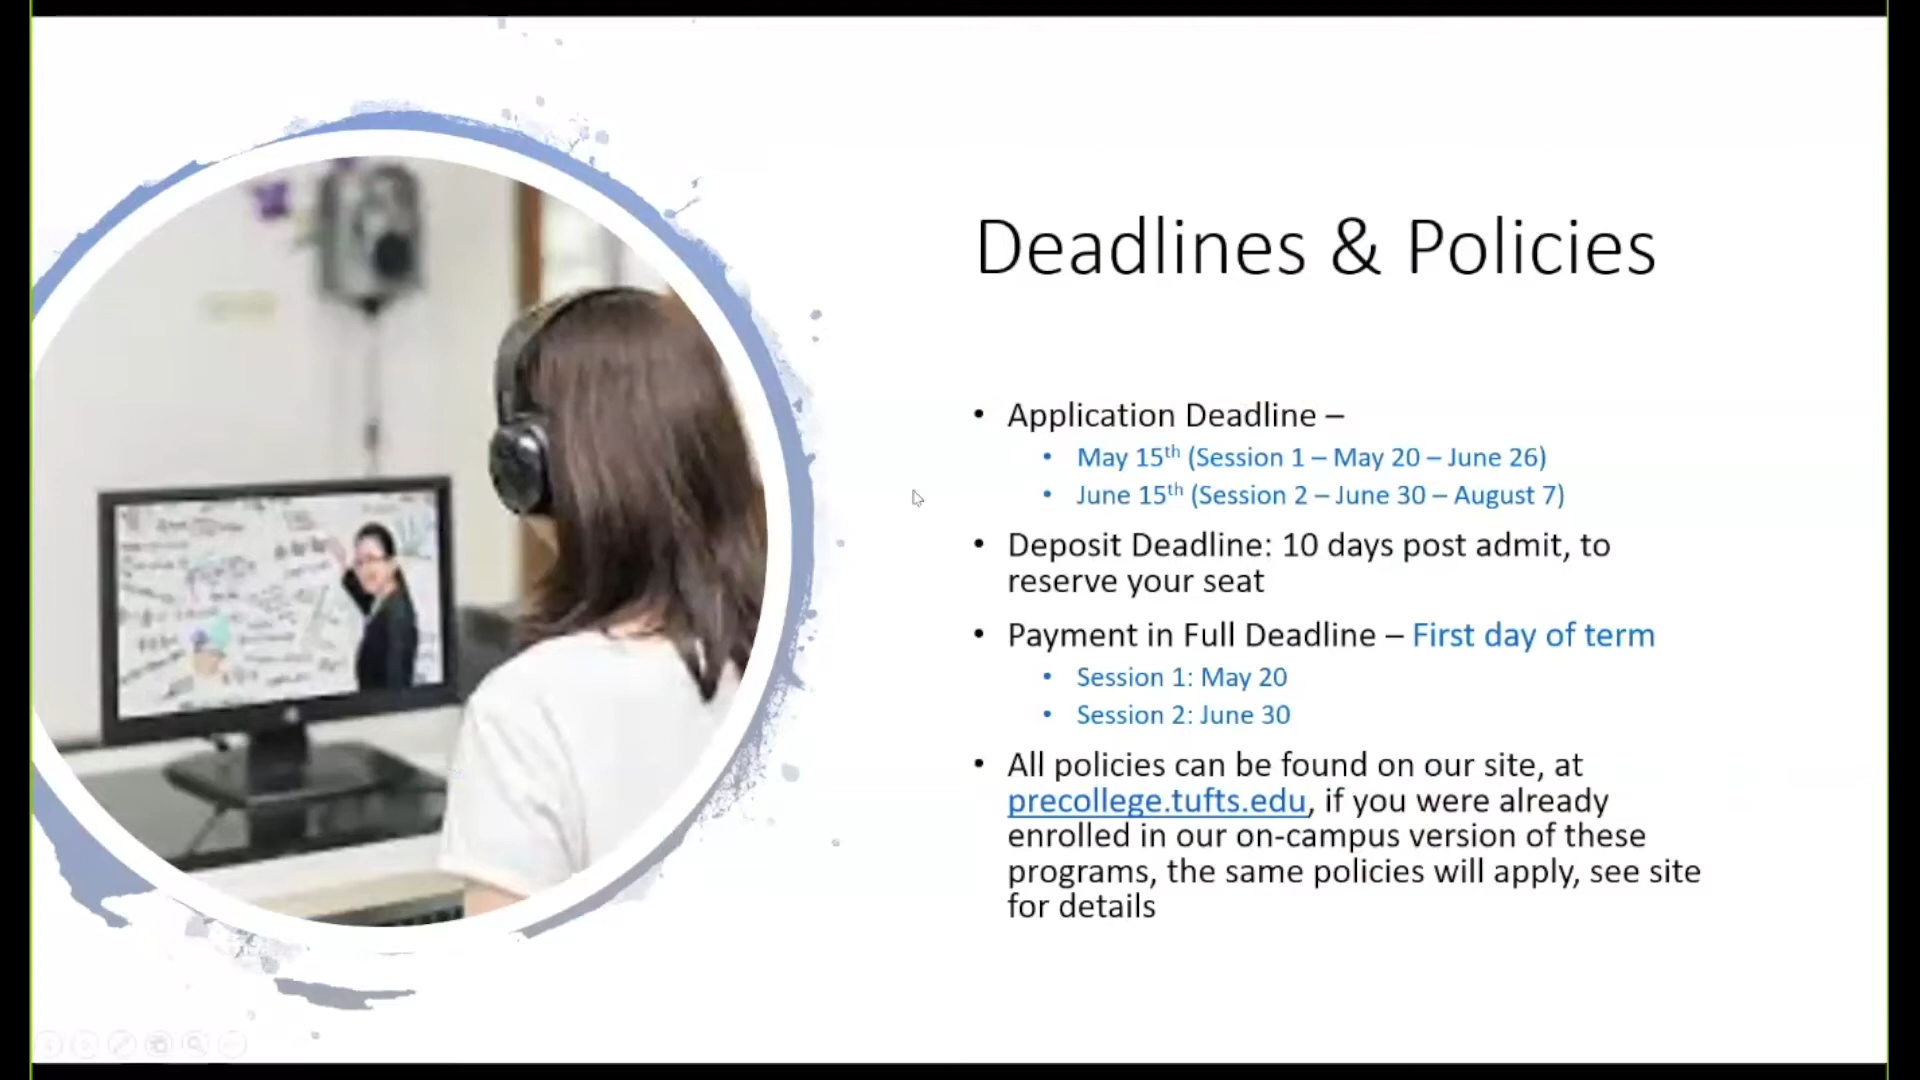 Deadlines & Policies
• Application Deadline –
• May 15th (Session 1 – May 20 – June 26)
• June 15th (Session 2 – June 30 – August 7)
• Deposit Deadline: 10 days post admit, to
reserve your seat
• Payment in Full Deadline – First day of term
• Session 1: May 20
• Session 2: June 30
• All policies can be found on our site, at
precollege.tufts.edu, if you were already
enrolled in our on-campus version of these
programs, the same policies will apply, see site
for details